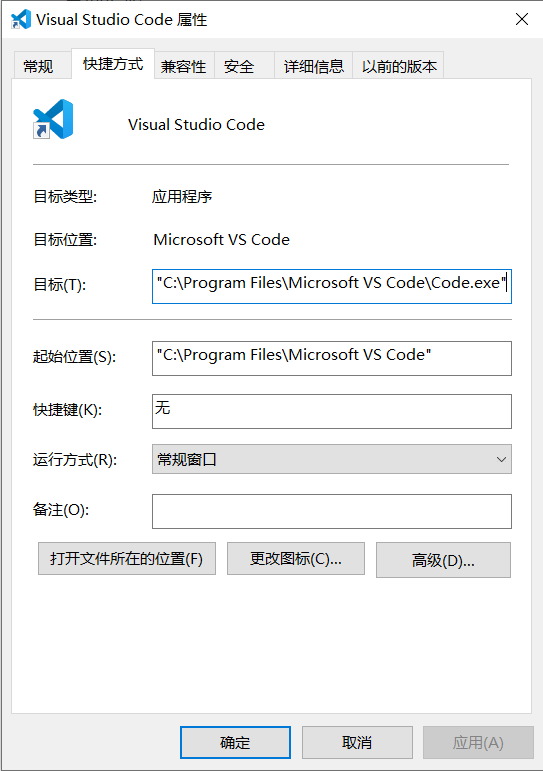 Visual Studio Code 属性
常规 快捷方式 兼容性 安全 详细信息 以前的版本
Visual Studio Code
目标类型: 应用程序
目标位置: Microsoft VS Code
目标(T): "C:\Program Files\Microsoft VS Code\Code.exe"
起始位置(S): "C:\Program Files\Microsoft VS Code"
快捷键(K): 无
运行方式(R): 常规窗口
备注(O):
打开文件所在的位置(F) 更改图标(C)... 高级(D)...
确定 取消 应用(A)